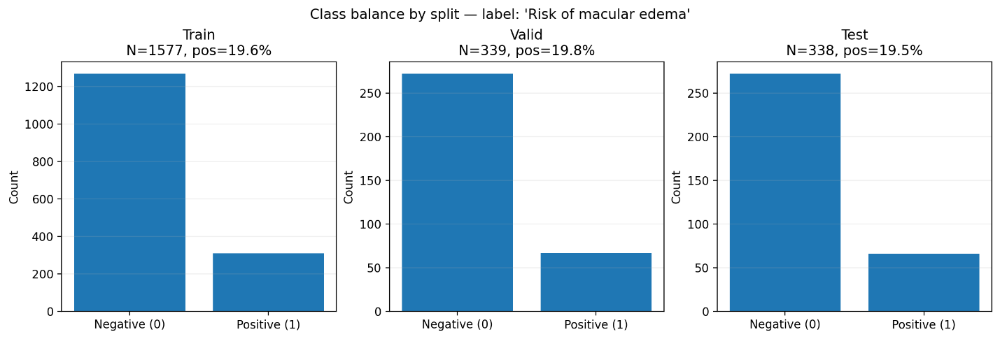 Class balance by split — label: 'Risk of macular edema'
Train
N=1577, pos=19.6%
Count
1200
1000
800
600
400
200
0
Negative (0)
Positive (1)
Valid
N=339, pos=19.8%
Count
250
200
150
100
50
0
Negative (0)
Positive (1)
Test
N=338, pos=19.5%
Count
250
200
150
100
50
0
Negative (0)
Positive (1)